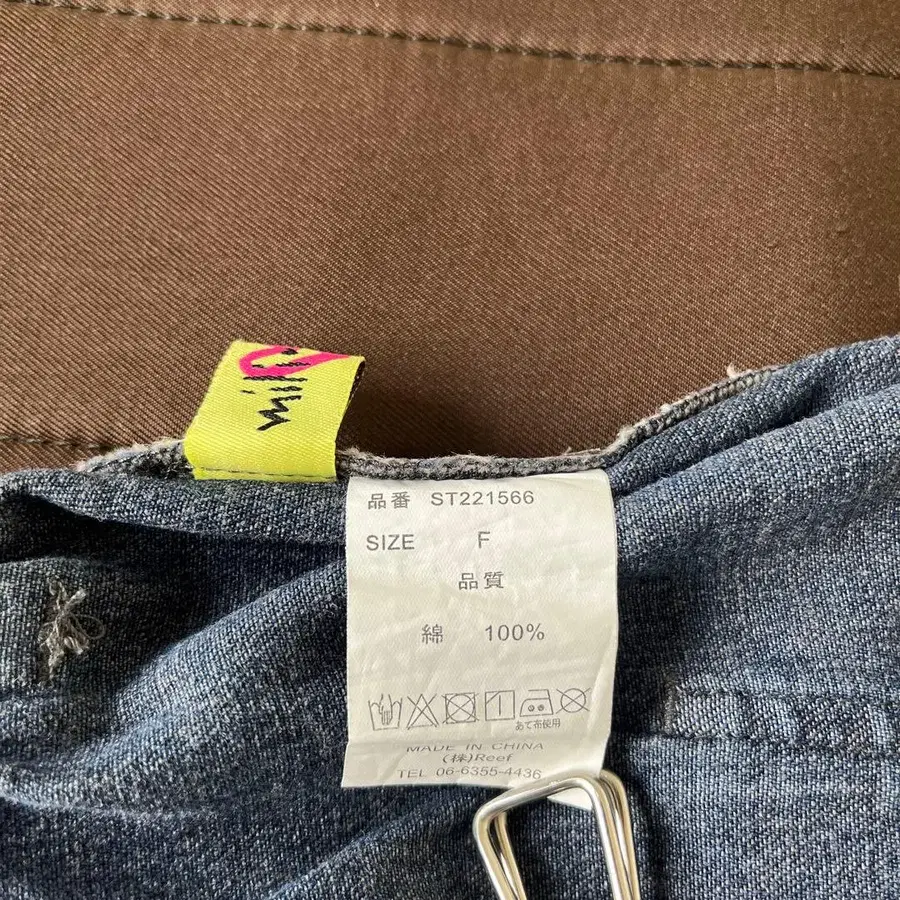 品番 ST221566
SIZE F
品質
綿 100%
あて布使用
MADE IN CHINA
(株)Reef
TEL 06-6355-4436